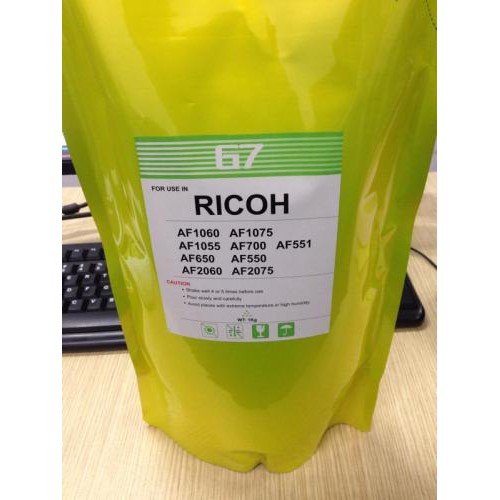 G7
FOR USE IN
RICOH
AF1060 AF1075
AF1055 AF700 AF551
AF650 AF550
AF2060 AF2075
CAUTION
• Shake well 4 or 5 times before use
• Pour slowly and carefully
• Avoid places with extreme temperature or high humidity
WT: 1Kg